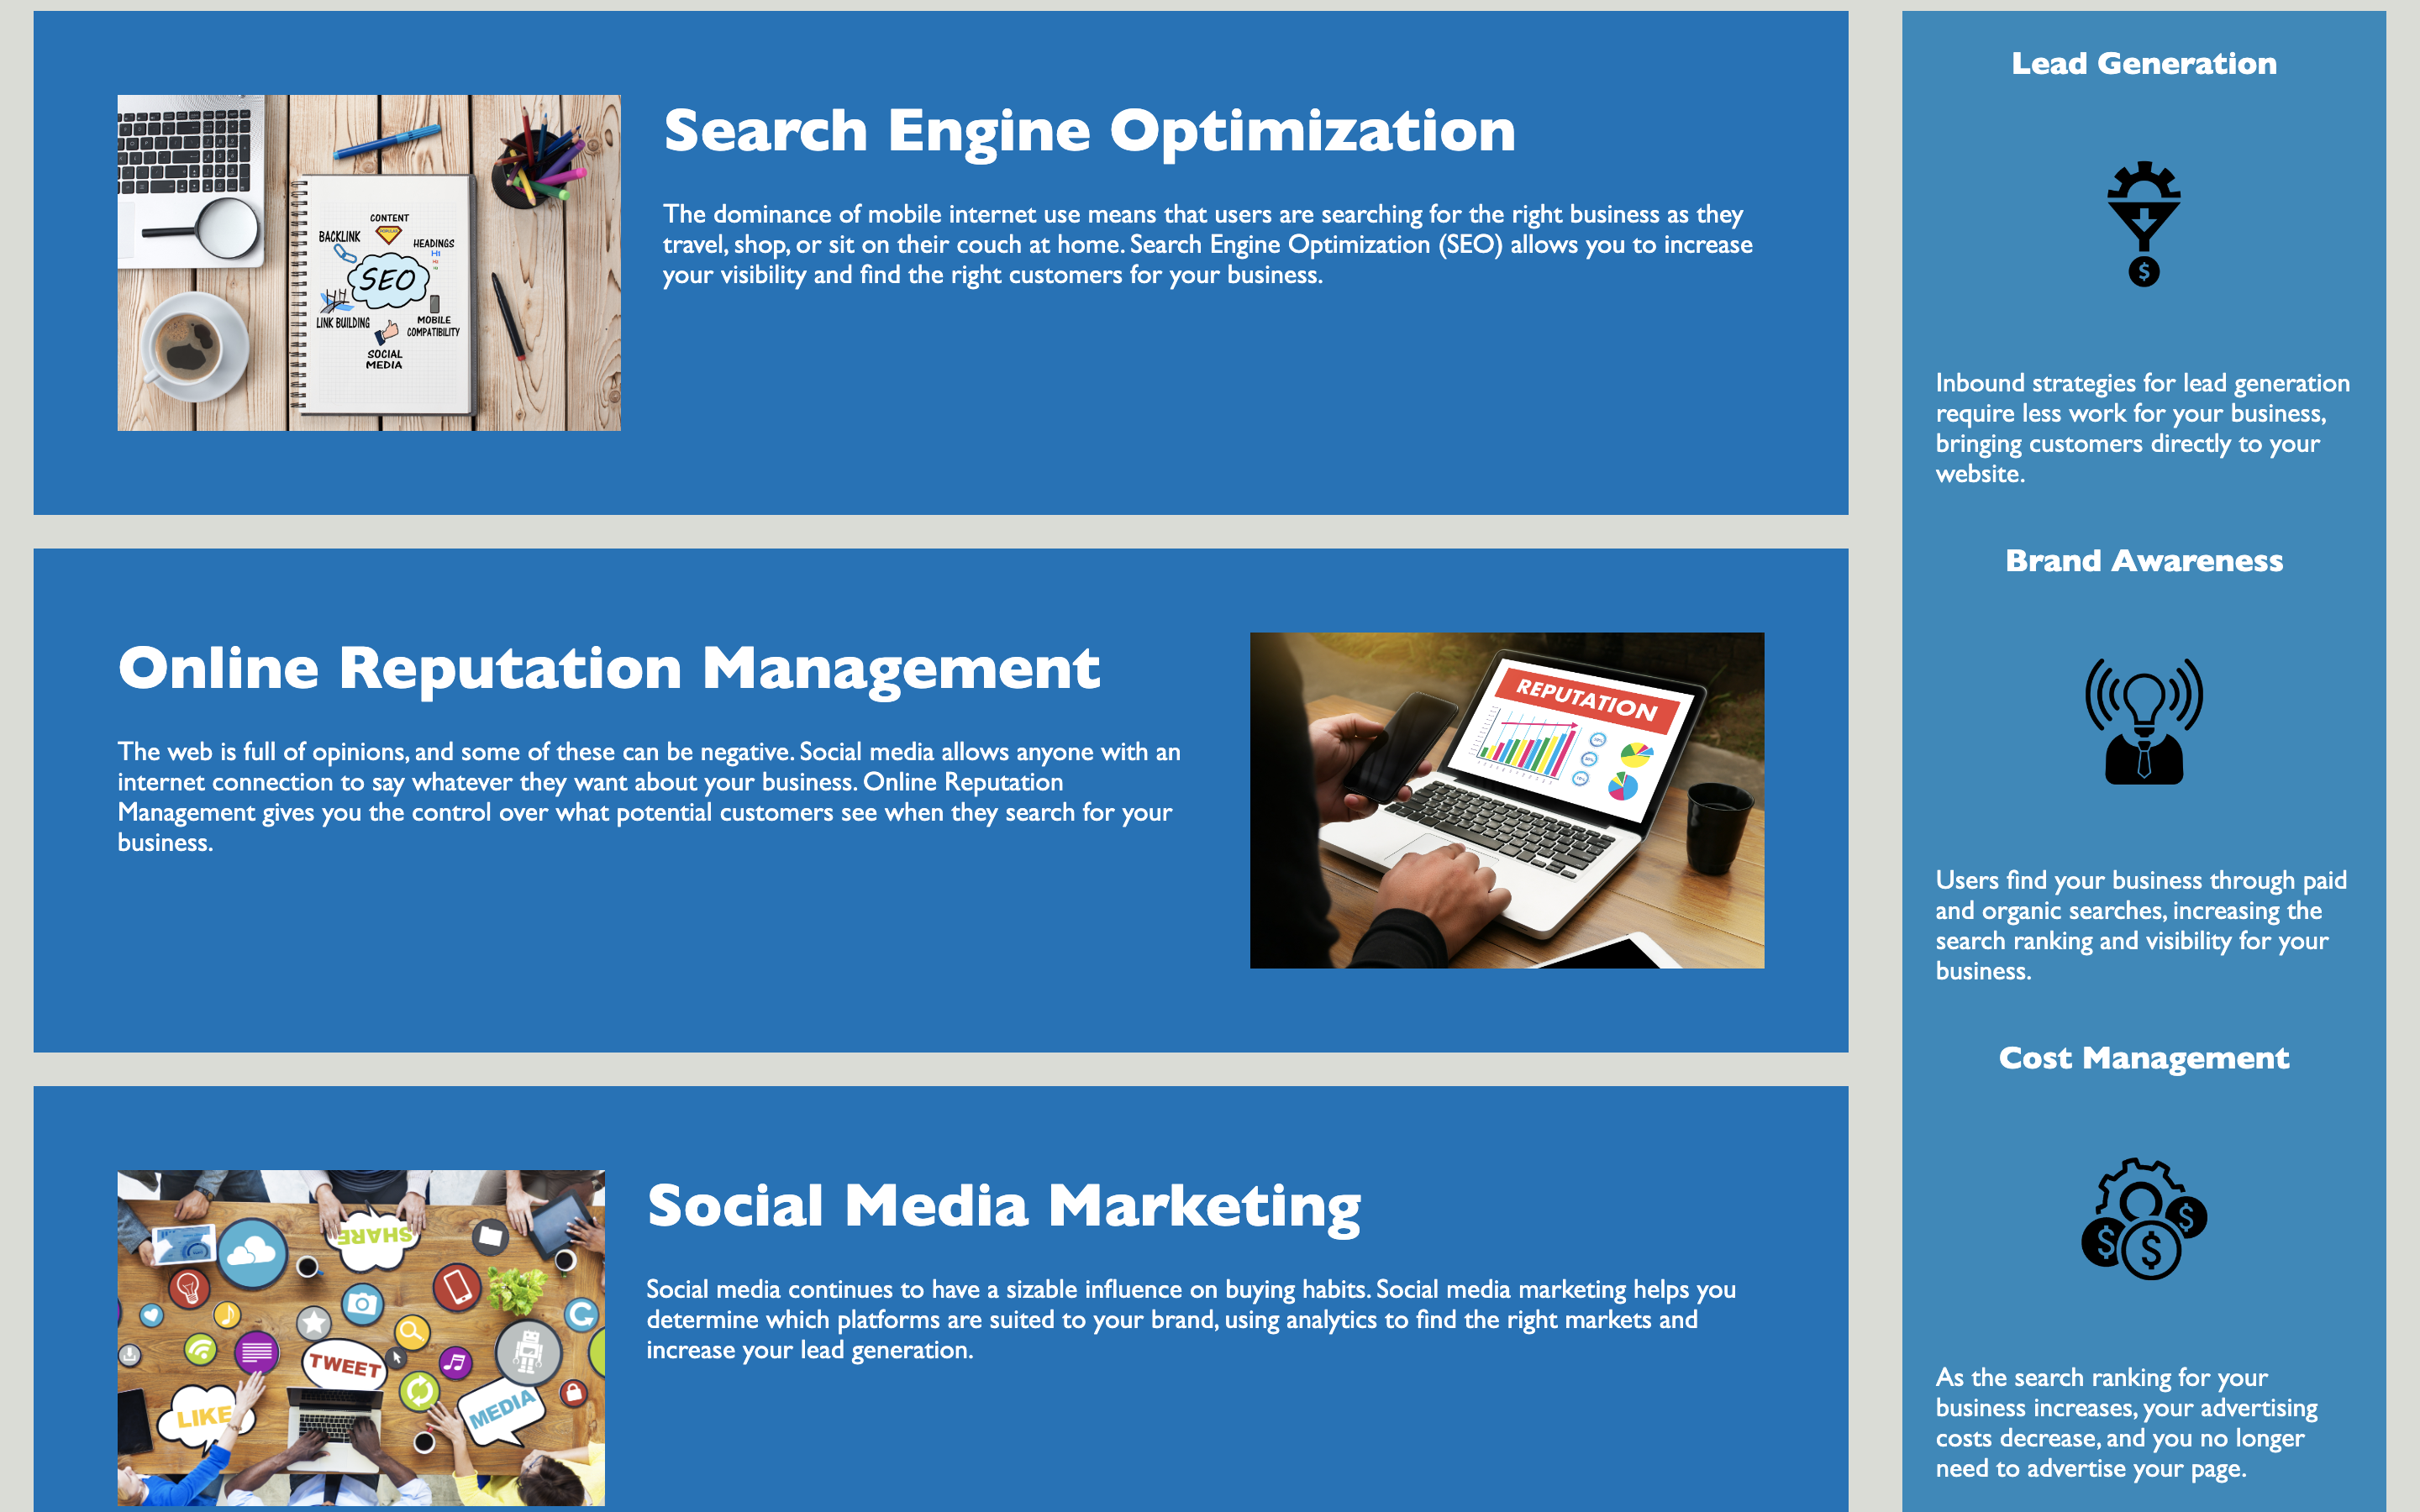 Search Engine Optimization
The dominance of mobile internet use means that users are searching for the right business as they
travel, shop, or sit on their couch at home. Search Engine Optimization (SEO) allows you to increase
your visibility and find the right customers for your business.
CONTENT
BACKLINK
HEADINGS
H1
SEO
LINK BUILDING
MOBILE
COMPATIBILITY
SOCIAL
MEDIA
Online Reputation Management
The web is full of opinions, and some of these can be negative. Social media allows anyone with an
internet connection to say whatever they want about your business. Online Reputation
Management gives you the control over what potential customers see when they search for your
business.
REPUTATION
Social Media Marketing
Social media continues to have a sizable influence on buying habits. Social media marketing helps you
determine which platforms are suited to your brand, using analytics to find the right markets and
increase your lead generation.
SHARE
TWEET
LIKE
MEDIA
Lead Generation
$
Inbound strategies for lead generation
require less work for your business,
bringing customers directly to your
website.
Brand Awareness
Users find your business through paid
and organic searches, increasing the
search ranking and visibility for your
business.
Cost Management
$ $ $
As the search ranking for your
business increases, your advertising
costs decrease, and you no longer
need to advertise your page.